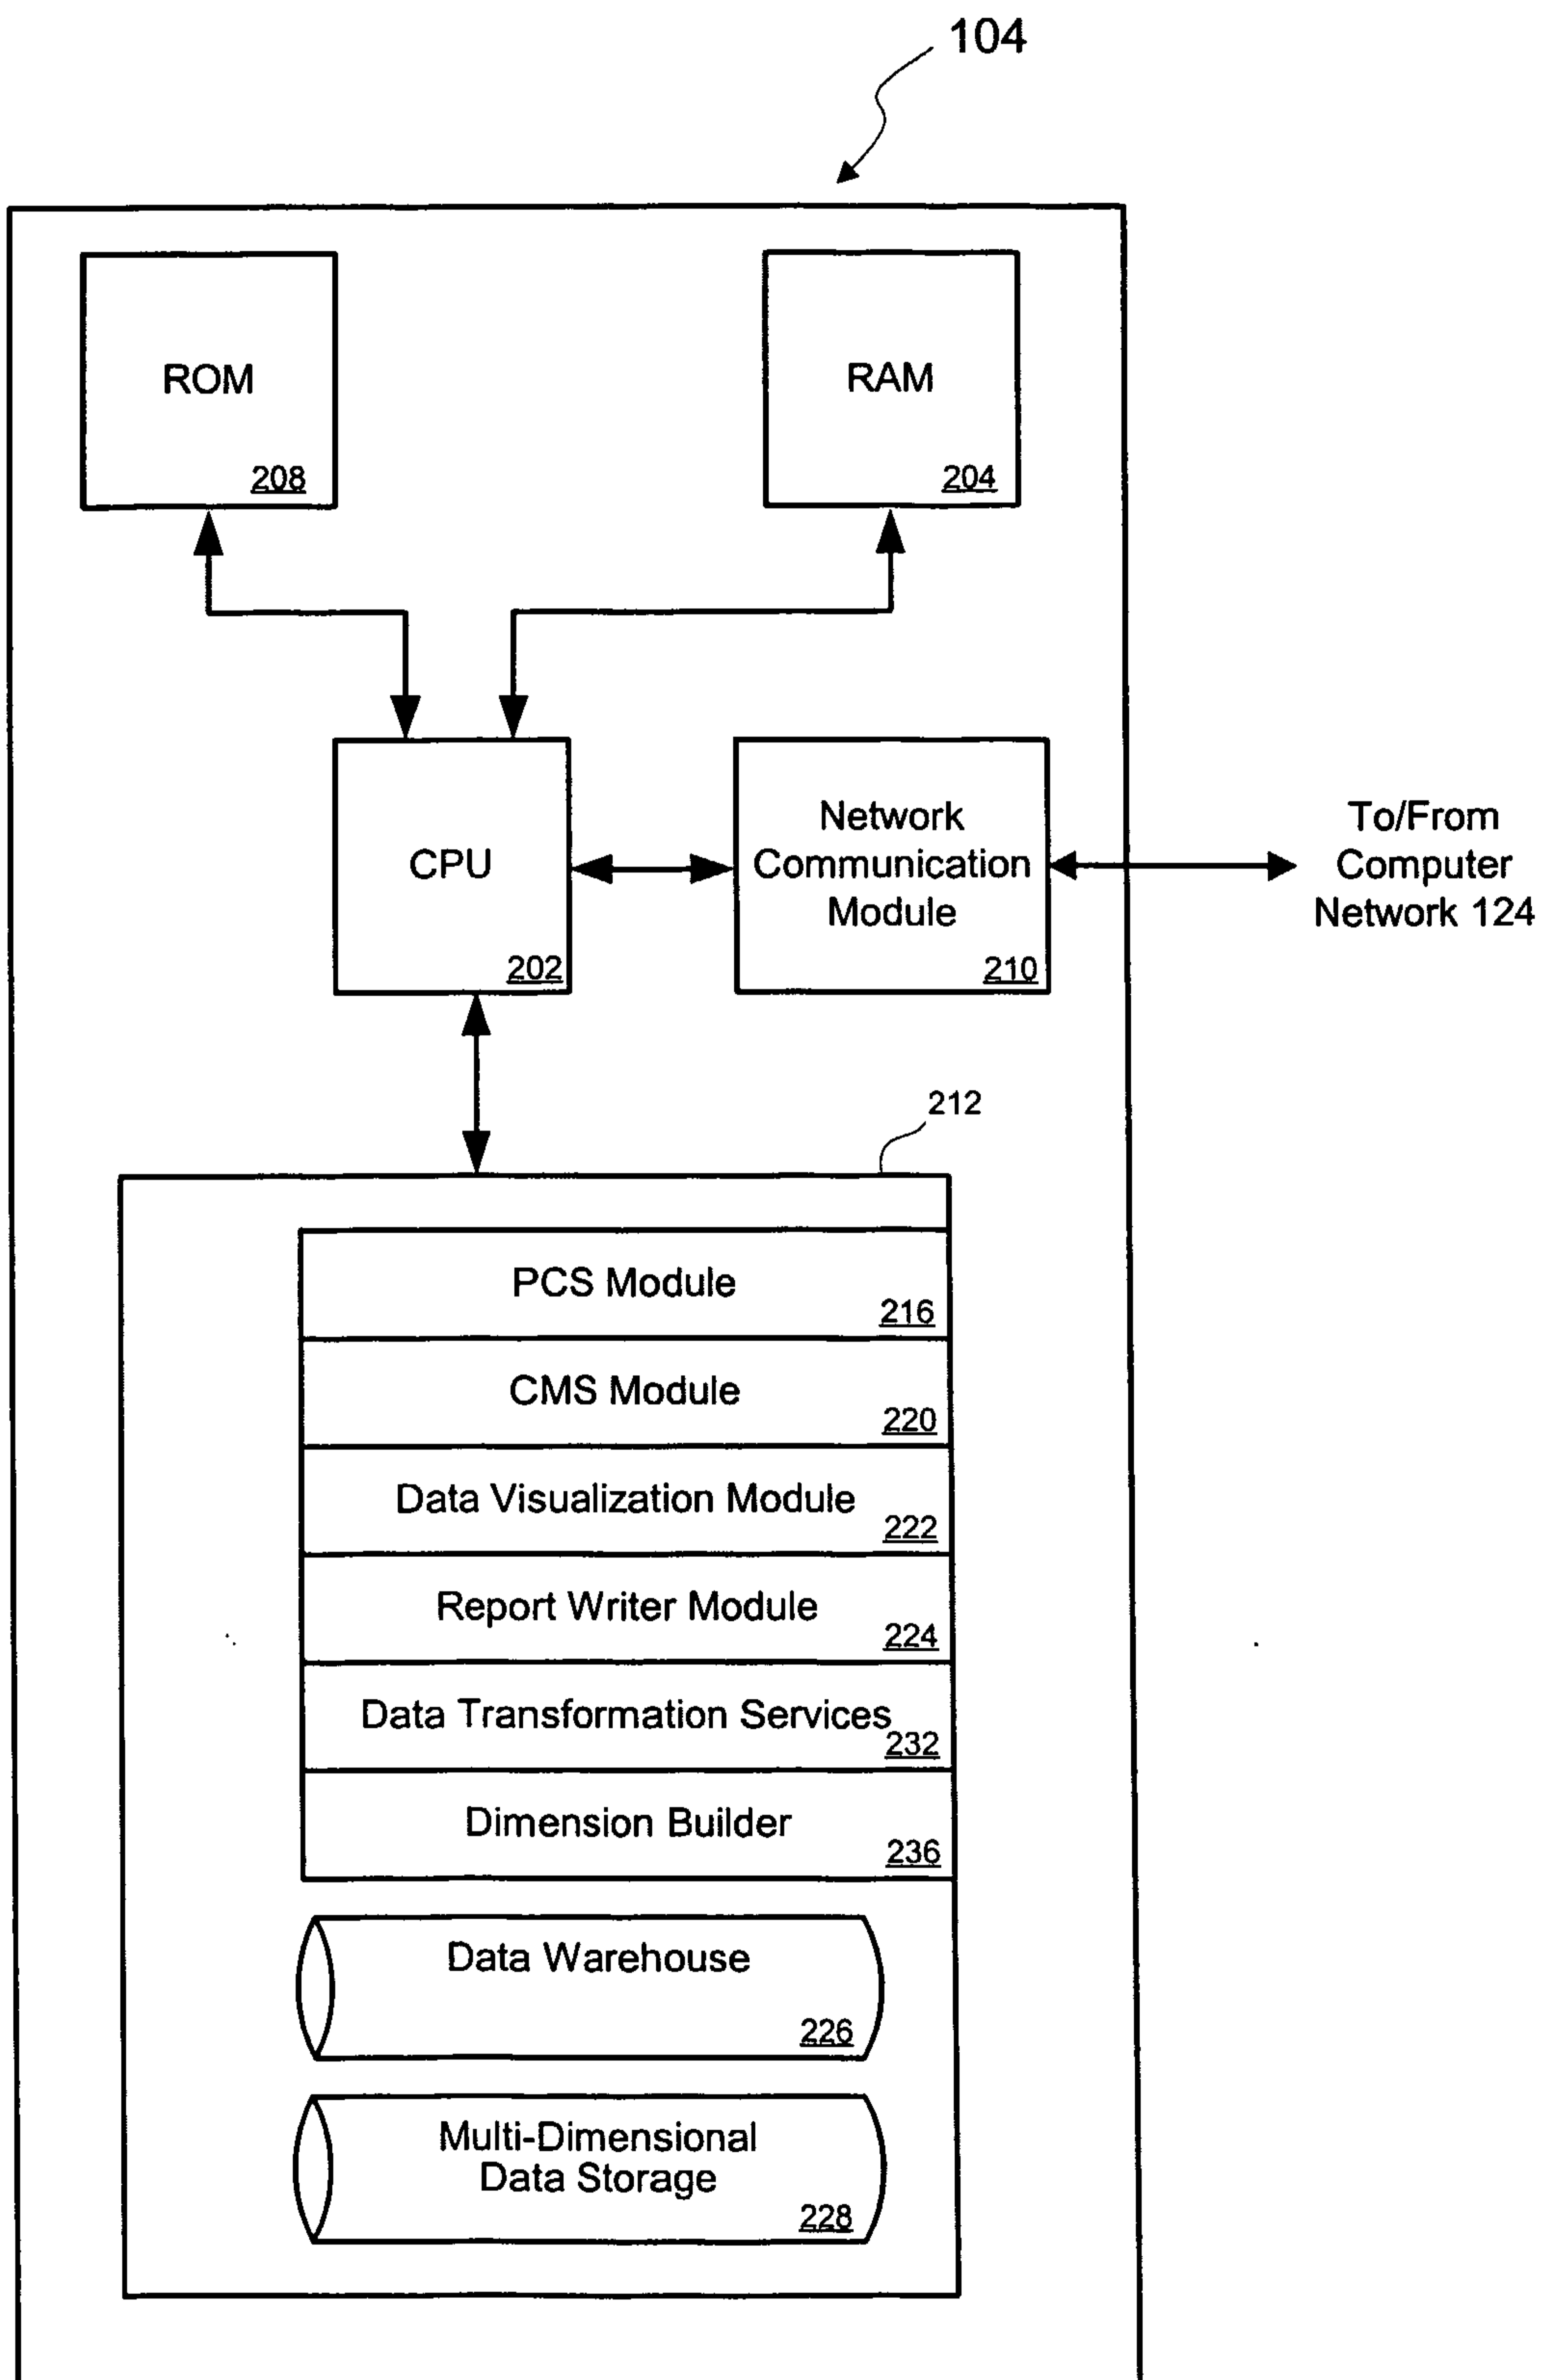 104
ROM
208
RAM
204
CPU
202
Network
Communication
Module
210
To/From
Computer
Network 124
212
PCS Module
216
CMS Module
220
Data Visualization Module
222
Report Writer Module
224
Data Transformation Services
232
Dimension Builder
236
Data Warehouse
226
Multi-Dimensional
Data Storage
228